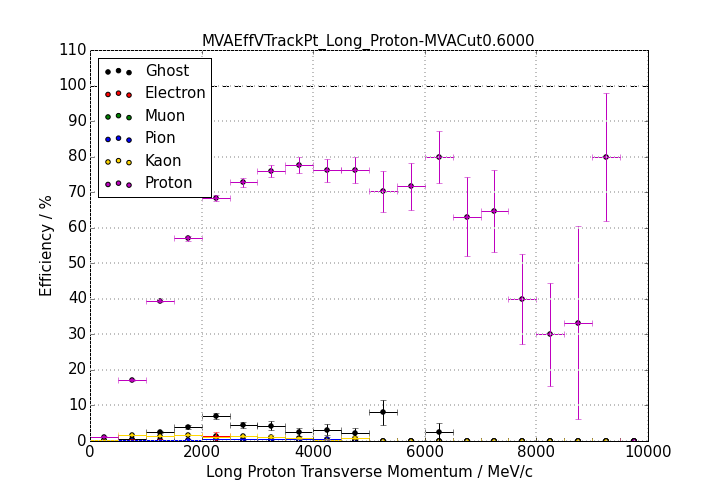 MVAEffVTrackPt_Long_Proton-MVACut0.6000
110
100
90
80
70
60
50
40
30
20
10
0
Efficiency / %
Ghost
Electron
Muon
Pion
Kaon
Proton
0 2000 4000 6000 8000 10000
Long Proton Transverse Momentum / MeV/c